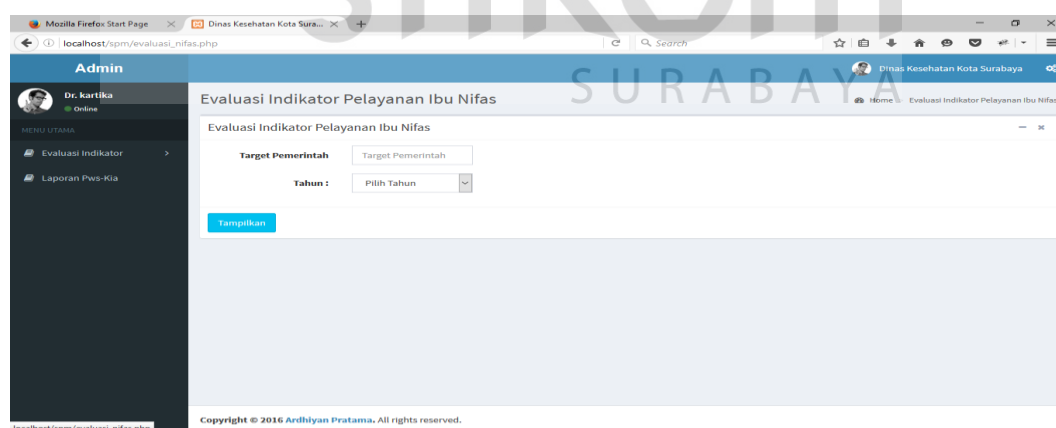 Mozilla Firefox Start Page
Dinas Kesehatan Kota Sura...
localhost/spm/evaluasi_nifas.php
Search
SURABAYA
Admin
Dinas Kesehatan Kota Surabaya
Dr. kartika
Online
Evaluasi Indikator Pelayanan Ibu Nifas
Home
Evaluasi Indikator Pelayanan Ibu Nifas
MENU UTAMA
Evaluasi Indikator
Laporan Pws-Kia
Evaluasi Indikator Pelayanan Ibu Nifas
Target Pemerintah
Target Pemerintah
Tahun :
Pilih Tahun
Tampilkan
Copyright © 2016 Ardhiyan Pratama. All rights reserved.